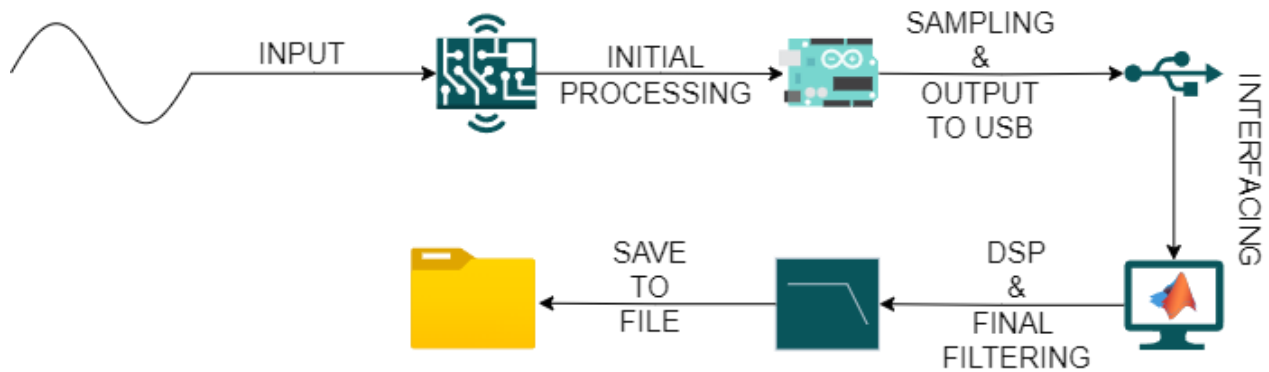 INPUT
INITIAL
PROCESSING
SAMPLING
&
OUTPUT
TO USB
INTERFACING
DSP
&
FINAL
FILTERING
SAVE
TO
FILE